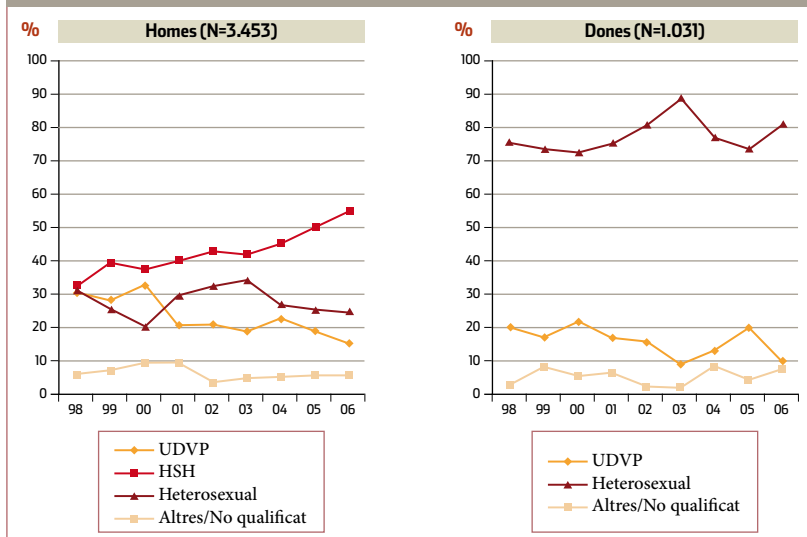 % Homes (N=3.453)
100
90
80
70
60
50
40
30
20
10
0
98 99 00 01 02 03 04 05 06
UDVP
HSH
Heterosexual
Altres/No qualificat
% Dones (N=1.031)
100
90
80
70
60
50
40
30
20
10
0
98 99 00 01 02 03 04 05 06
UDVP
Heterosexual
Altres/No qualificat